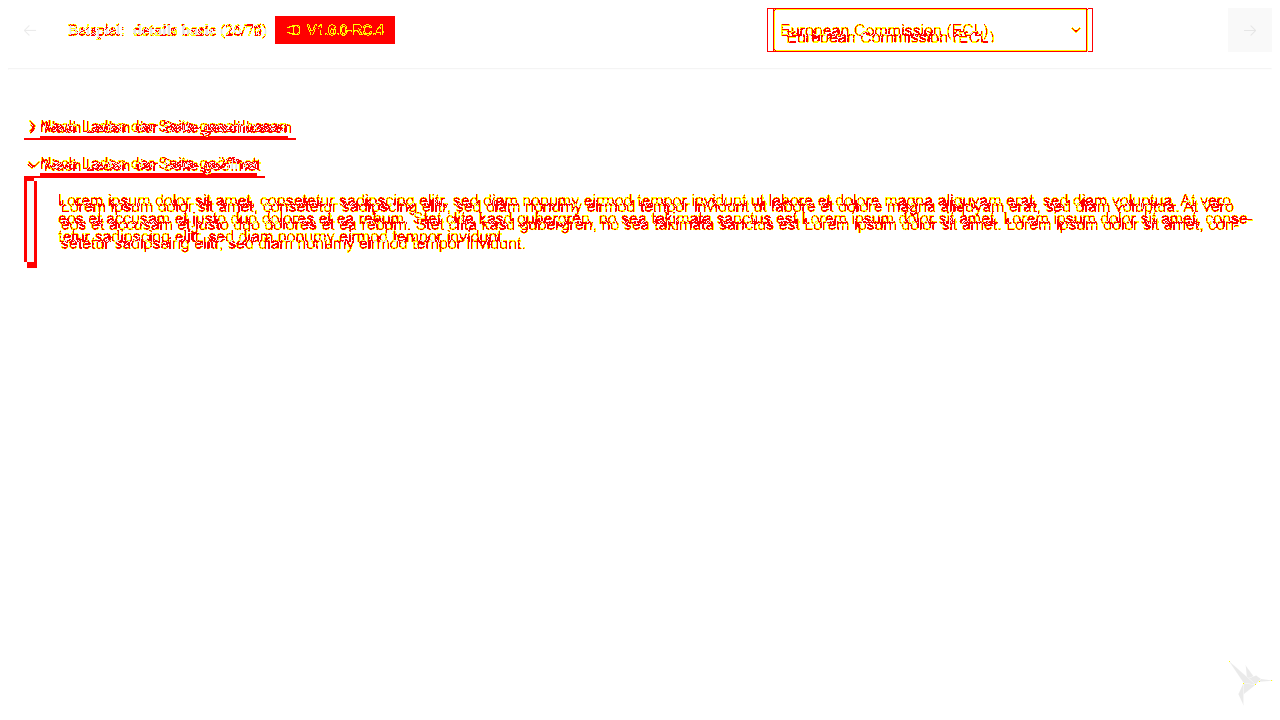 Beispiel: details basic V1.0.0-RC.4
European Commission (ECL)
Nach Laden der Seite geschlossen
Nach Laden der Seite geöffnet
Lorem ipsum dolor sit amet, consetetur sadipscing elitr, sed diam nonumy eirmod tempor invidunt ut labore et dolore magna aliquyam erat, sed diam voluptua. At vero
eos et accusam et justo duo dolores et ea rebum. Stet clita kasd gubergren, no sea takimata sanctus est Lorem ipsum dolor sit amet. Lorem ipsum dolor sit amet, conse-
tetur sadipscing elitr, sed diam nonumy eirmod tempor invidunt.